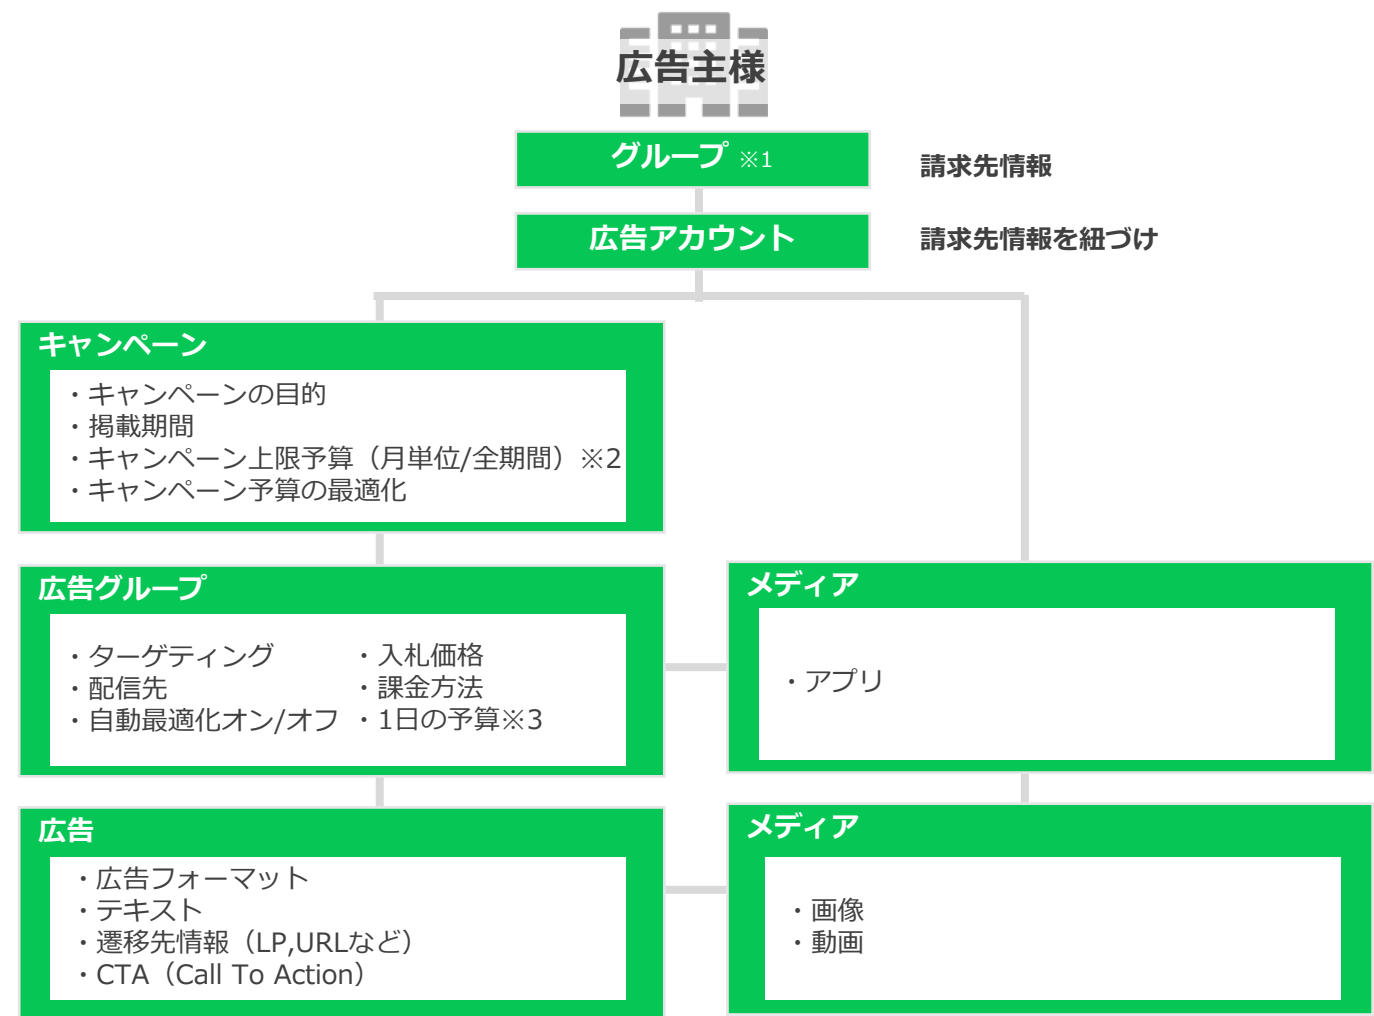 広告主様
グループ ※1
請求先情報
広告アカウント
請求先情報を紐づけ
キャンペーン
・キャンペーンの目的
・掲載期間
・キャンペーン上限予算（月単位/全期間）※2
・キャンペーン予算の最適化
広告グループ
・ターゲティング
・配信先
・自動最適化オン/オフ
・入札価格
・課金方法
・1日の予算※3
メディア
・アプリ
広告
・広告フォーマット
・テキスト
・遷移先情報（LP,URLなど）
・CTA（Call To Action）
メディア
・画像
・動画